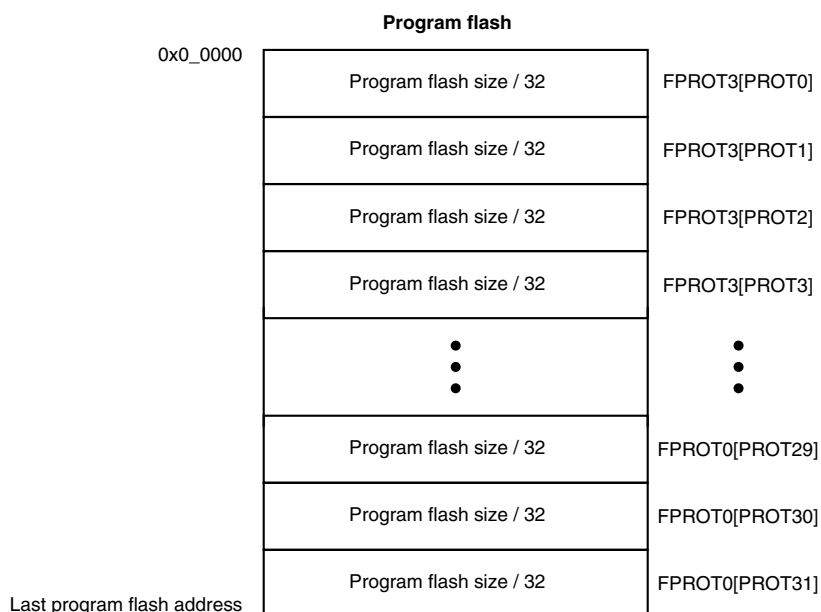 Program flash
0x0_0000
Program flash size / 32 FPROT3[PROT0]
Program flash size / 32 FPROT3[PROT1]
Program flash size / 32 FPROT3[PROT2]
Program flash size / 32 FPROT3[PROT3]
Program flash size / 32 FPROT0[PROT29]
Program flash size / 32 FPROT0[PROT30]
Program flash size / 32 FPROT0[PROT31]
Last program flash address